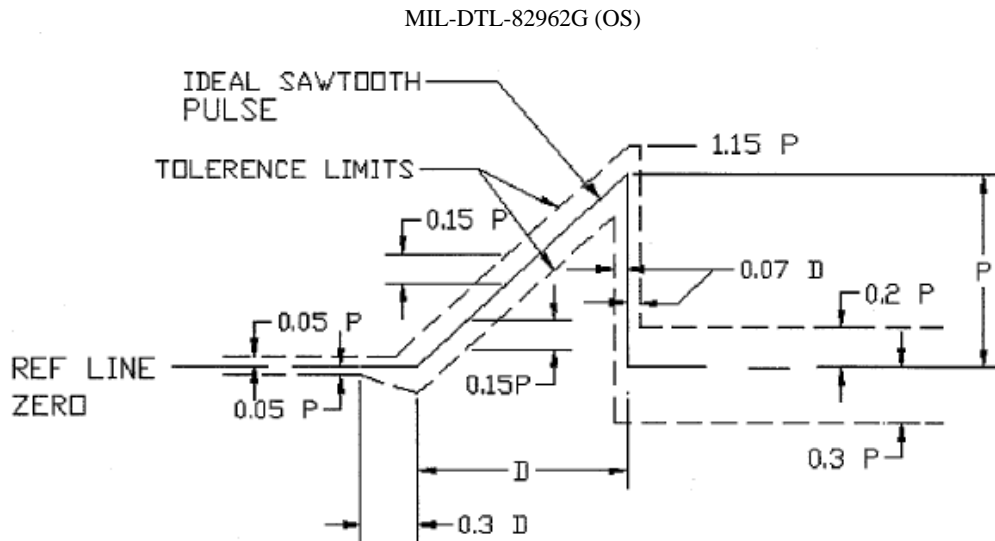 MIL-DTL-82962G (OS)
IDEAL SAWTOOTH
PULSE
TOLERENCE LIMITS
1.15 P
0.15 P
0.07 D
P
0.2 P
0.05 P
REF LINE
ZERO
0.05 P
0.15P
0.3 P
D
0.3 D